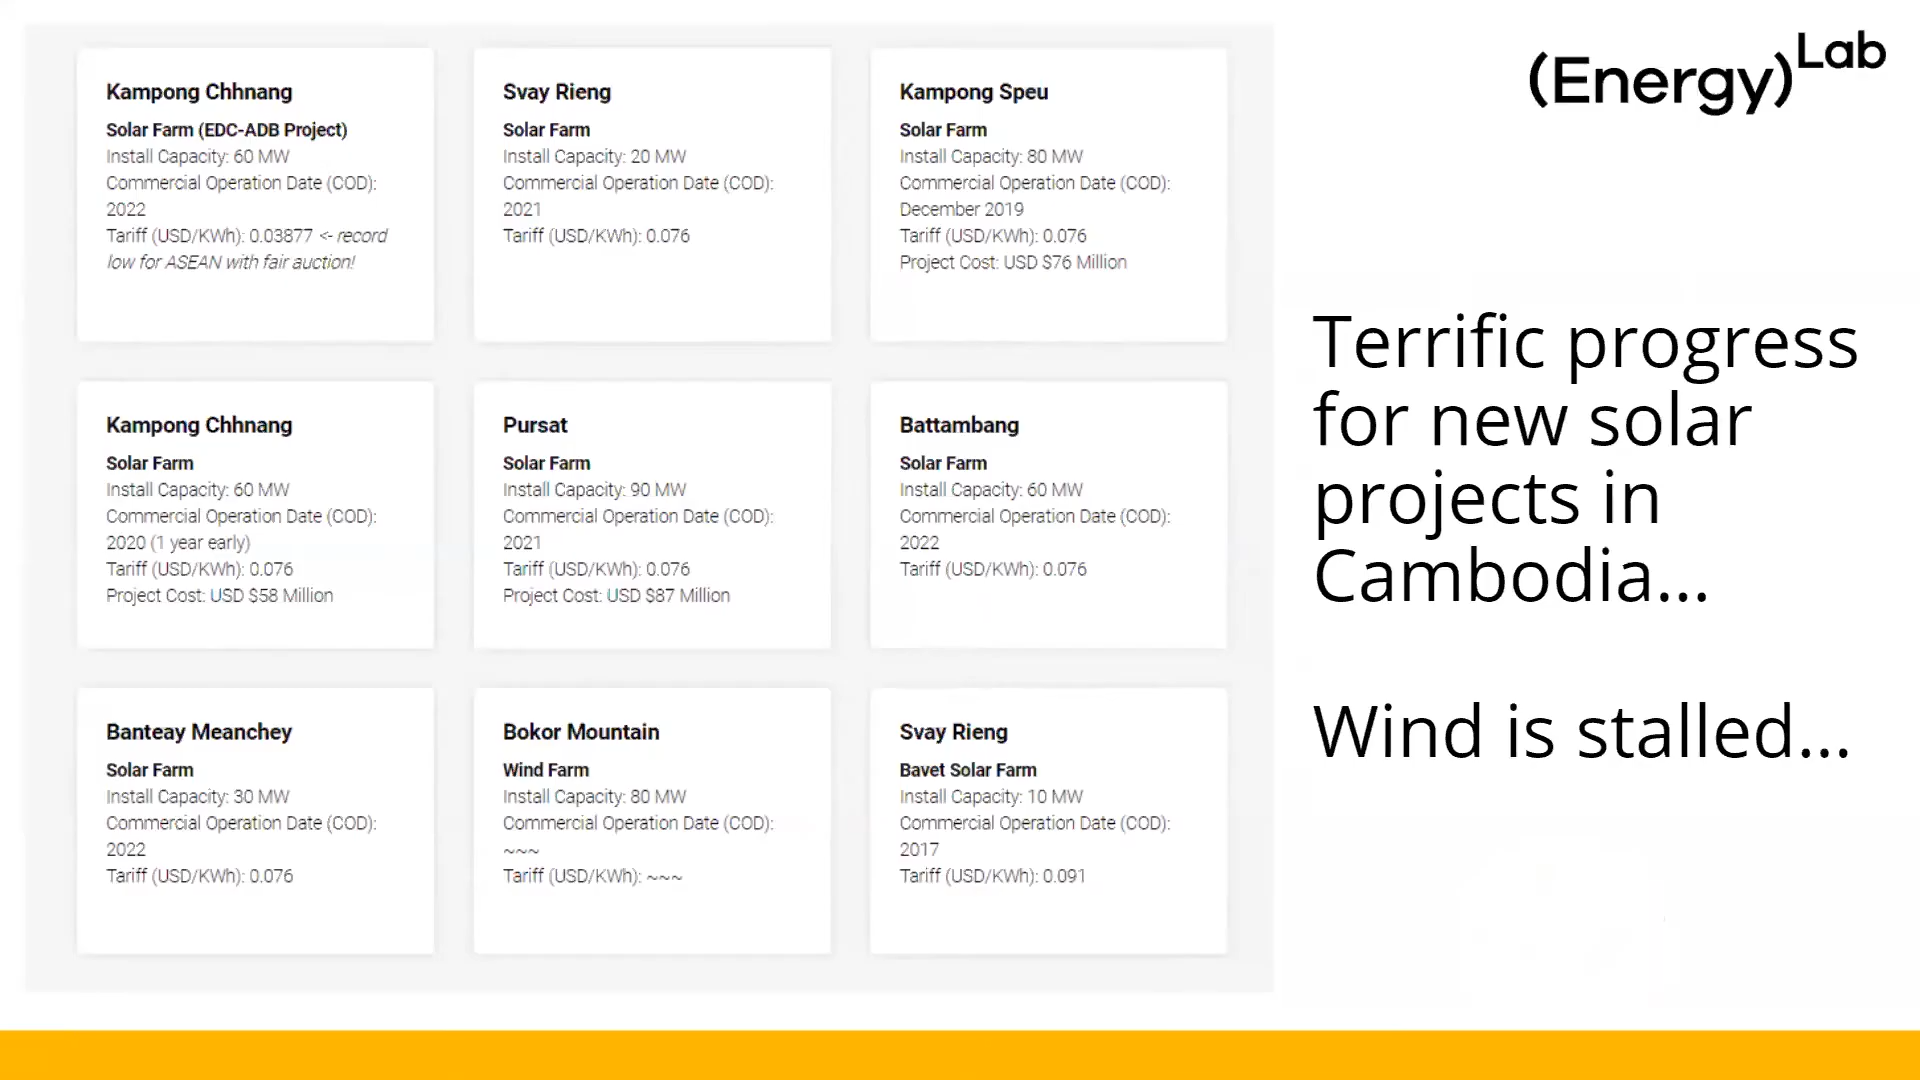 Kampong Chhnang
Solar Farm (EDC-ADB Project)
Install Capacity: 60 MW
Commercial Operation Date (COD):
2022
Tariff (USD/KWh): 0.03877 <- record
low for ASEAN with fair auction!
Svay Rieng
Solar Farm
Install Capacity: 20 MW
Commercial Operation Date (COD):
2021
Tariff (USD/KWh): 0.076
Kampong Speu
Solar Farm
Install Capacity: 80 MW
Commercial Operation Date (COD):
December 2019
Tariff (USD/KWh): 0.076
Project Cost: USD $76 Million
Kampong Chhnang
Solar Farm
Install Capacity: 60 MW
Commercial Operation Date (COD):
2020 (1 year early)
Tariff (USD/KWh): 0.076
Project Cost: USD $58 Million
Pursat
Solar Farm
Install Capacity: 90 MW
Commercial Operation Date (COD):
2021
Tariff (USD/KWh): 0.076
Project Cost: USD $87 Million
Battambang
Solar Farm
Install Capacity: 60 MW
Commercial Operation Date (COD):
2022
Tariff (USD/KWh): 0.076
Banteay Meanchey
Solar Farm
Install Capacity: 30 MW
Commercial Operation Date (COD):
2022
Tariff (USD/KWh): 0.076
Bokor Mountain
Wind Farm
Install Capacity: 80 MW
Commercial Operation Date (COD):
~~~
Tariff (USD/KWh): ~~~
Svay Rieng
Bavet Solar Farm
Install Capacity: 10 MW
Commercial Operation Date (COD):
2017
Tariff (USD/KWh): 0.091
(Energy)Lab
Terrific progress
for new solar
projects in
Cambodia...
Wind is stalled...